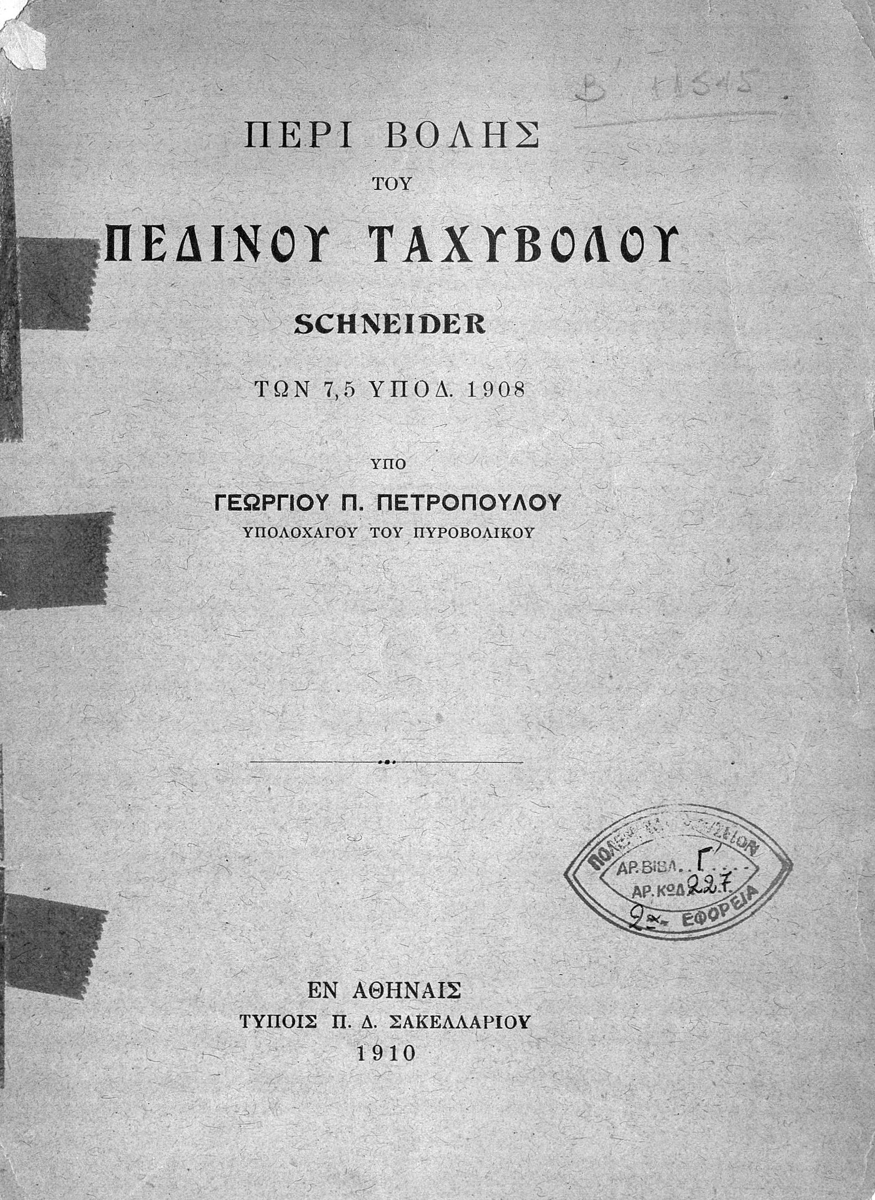 Β' 11545
ΠΕΡΙ ΒΟΛΗΣ
ΤΟΥ
ΠΕΔΙΝΟΥ ΤΑΧΥΒΟΛΟΥ
SCHNEIDER
ΤΩΝ 7,5 ΥΠΟΔ. 1908
ΥΠΟ
ΓΕΩΡΓΙΟΥ Π. ΠΕΤΡΟΠΟΥΛΟΥ
ΥΠΟΛΟΧΑΓΟΥ ΤΟΥ ΠΥΡΟΒΟΛΙΚΟΥ
ΑΡ. ΒΙΒΛ. Γ'
ΑΡ. ΚΩΔ. 227
2α ΕΦΟΡΕΙΑ
ΕΝ ΑΘΗΝΑΙΣ
ΤΥΠΟΙΣ Π. Δ. ΣΑΚΕΛΛΑΡΙΟΥ
1910